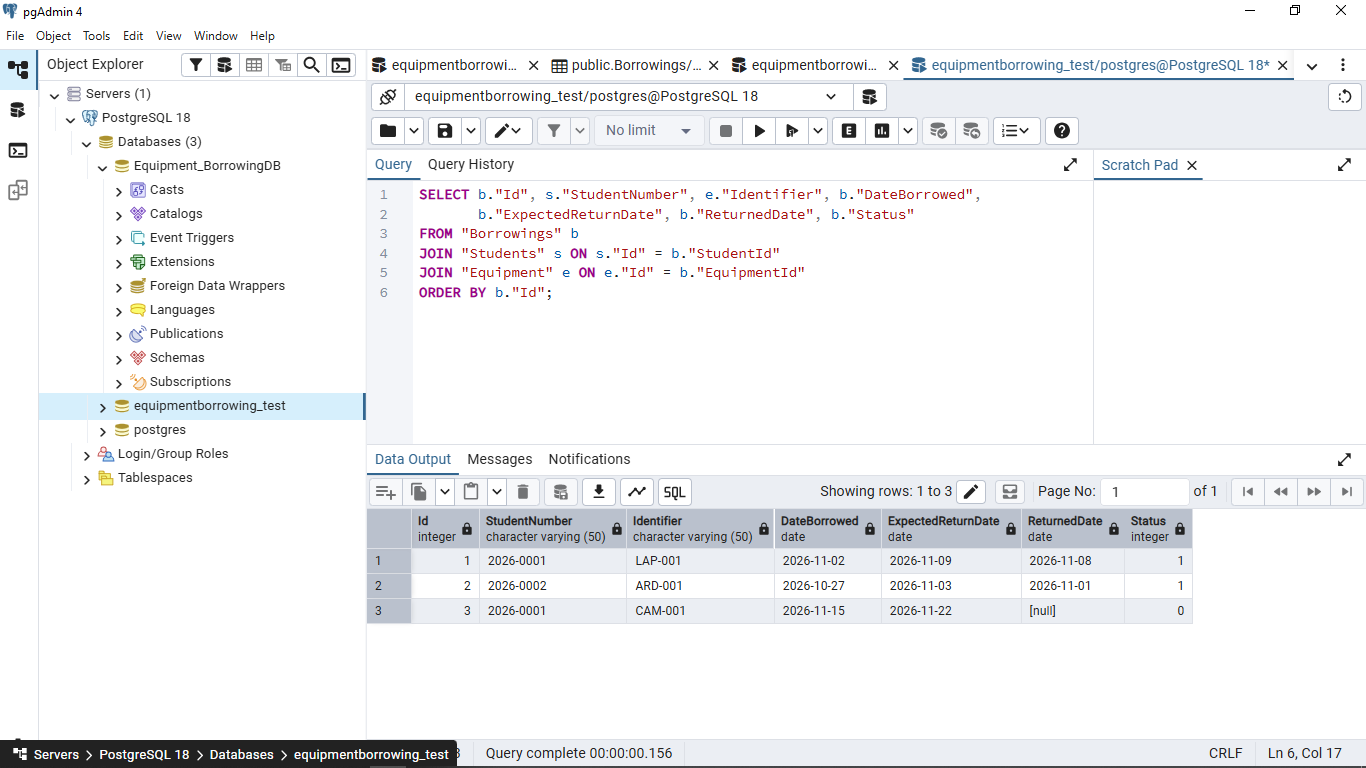 pgAdmin 4
File Object Tools Edit View Window Help
Object Explorer
equipmentborrowi...
public.Borrowings/...
equipmentborrowi...
equipmentborrowing_test/postgres@PostgreSQL 18*
Servers (1)
PostgreSQL 18
Databases (3)
Equipment_BorrowingDB
Casts
Catalogs
Event Triggers
Extensions
Foreign Data Wrappers
Languages
Publications
Schemas
Subscriptions
equipmentborrowing_test
postgres
Login/Group Roles
Tablespaces
equipmentborrowing_test/postgres@PostgreSQL 18
No limit
E
Query Query History
Scratch Pad
1 SELECT b."Id", s."StudentNumber", e."Identifier", b."DateBorrowed",
2 b."ExpectedReturnDate", b."ReturnedDate", b."Status"
3 FROM "Borrowings" b
4 JOIN "Students" s ON s."Id" = b."StudentId"
5 JOIN "Equipment" e ON e."Id" = b."EquipmentId"
6 ORDER BY b."Id";
Data Output Messages Notifications
SQL
Showing rows: 1 to 3
Page No: 1 of 1
Id StudentNumber Identifier DateBorrowed ExpectedReturnDate ReturnedDate Status
integer character varying (50) character varying (50) date date date integer
1 1 2026-0001 LAP-001 2026-11-02 2026-11-09 2026-11-08 1
2 2 2026-0002 ARD-001 2026-10-27 2026-11-03 2026-11-01 1
3 3 2026-0001 CAM-001 2026-11-15 2026-11-22 [null] 0
Servers > PostgreSQL 18 > Databases > equipmentborrowing_test
3
Query complete 00:00:00.156
CRLF
Ln 6, Col 17